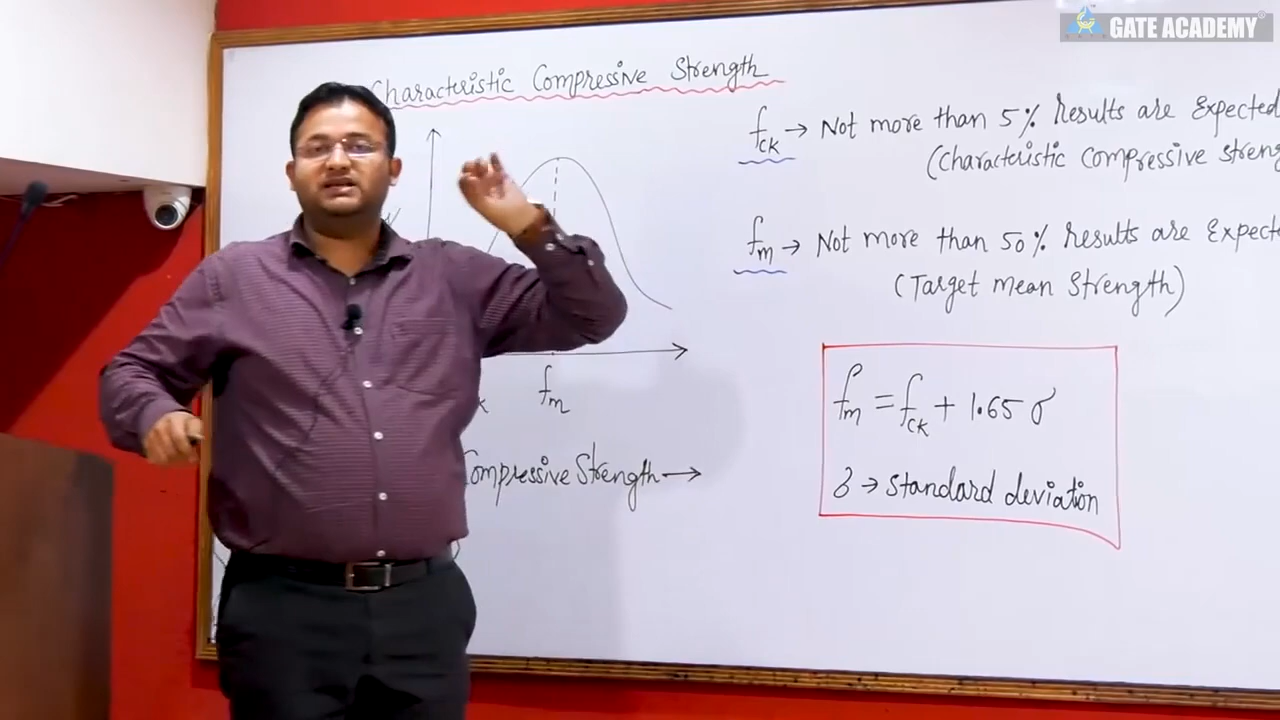 GATE ACADEMY
Characteristic Compressive Strength
fck → Not more than 5% results are Expected
(Characteristic compressive streng
fm → Not more than 50% results are Expecte
(Target mean Strength)
fm = fck + 1.65 σ
σ → standard deviation
k
fm
Compressive Strength →